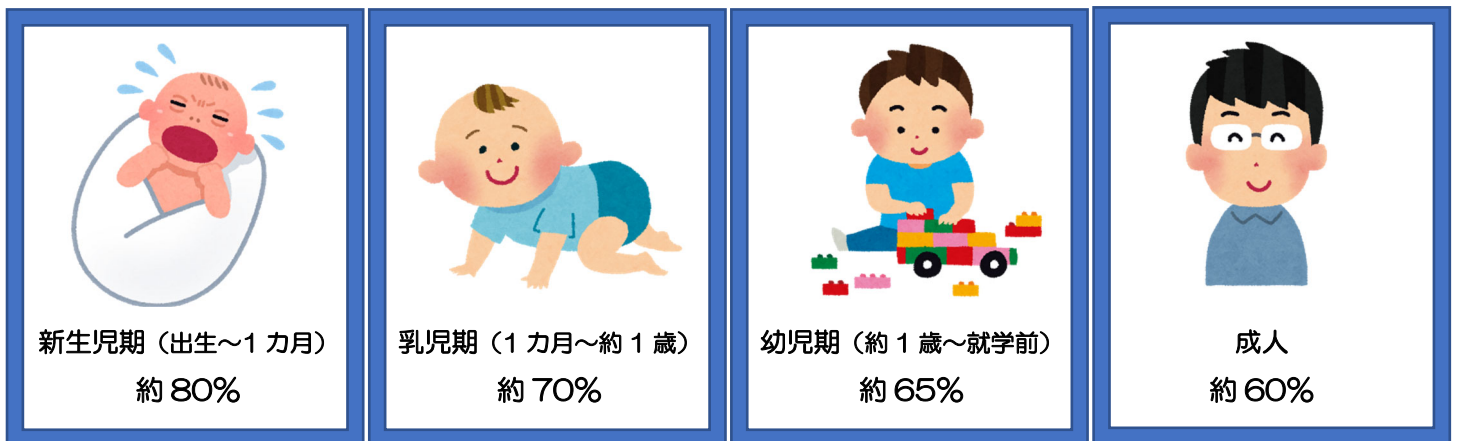 新生児期（出生～1カ月）
約80%
乳児期（1カ月～約1歳）
約70%
幼児期（約1歳～就学前）
約65%
成人
約60%